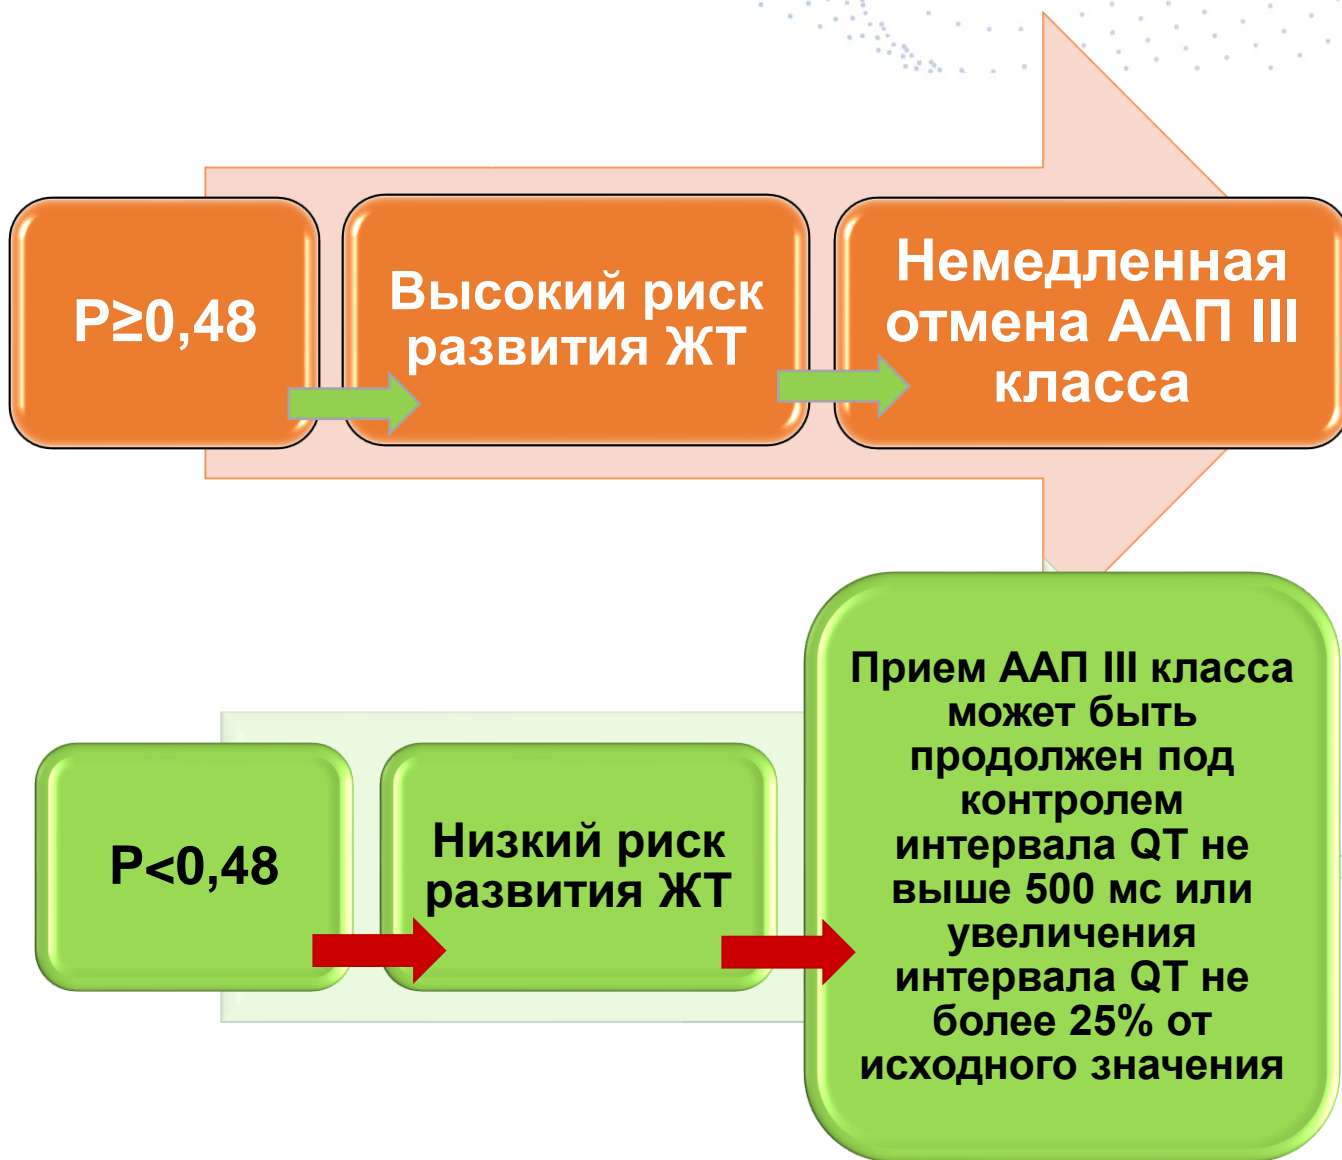 P≥0,48
Высокий риск
развития ЖТ
Немедленная
отмена ААП III
класса
P<0,48
Низкий риск
развития ЖТ
Прием ААП III класса
может быть
продолжен под
контролем
интервала QT не
выше 500 мс или
увеличения
интервала QT не
более 25% от
исходного значения